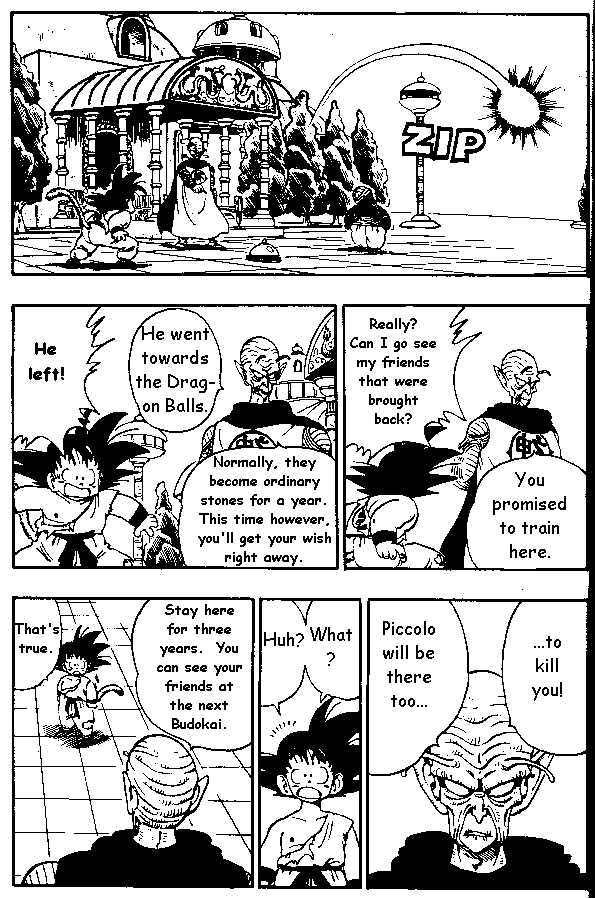 ZIP
He
left!
He went
towards
the Drag-
on Balls.
Normally, they
become ordinary
stones for a year.
This time however,
you'll get your wish
right away.
Really?
Can I go see
my friends
that were
brought
back?
You
promised
to train
here.
That's
true.
Stay here
for three
years. You
can see your
friends at
the next
Budokai.
Huh?
What
?
Piccolo
will be
there
too...
...to
kill
you!